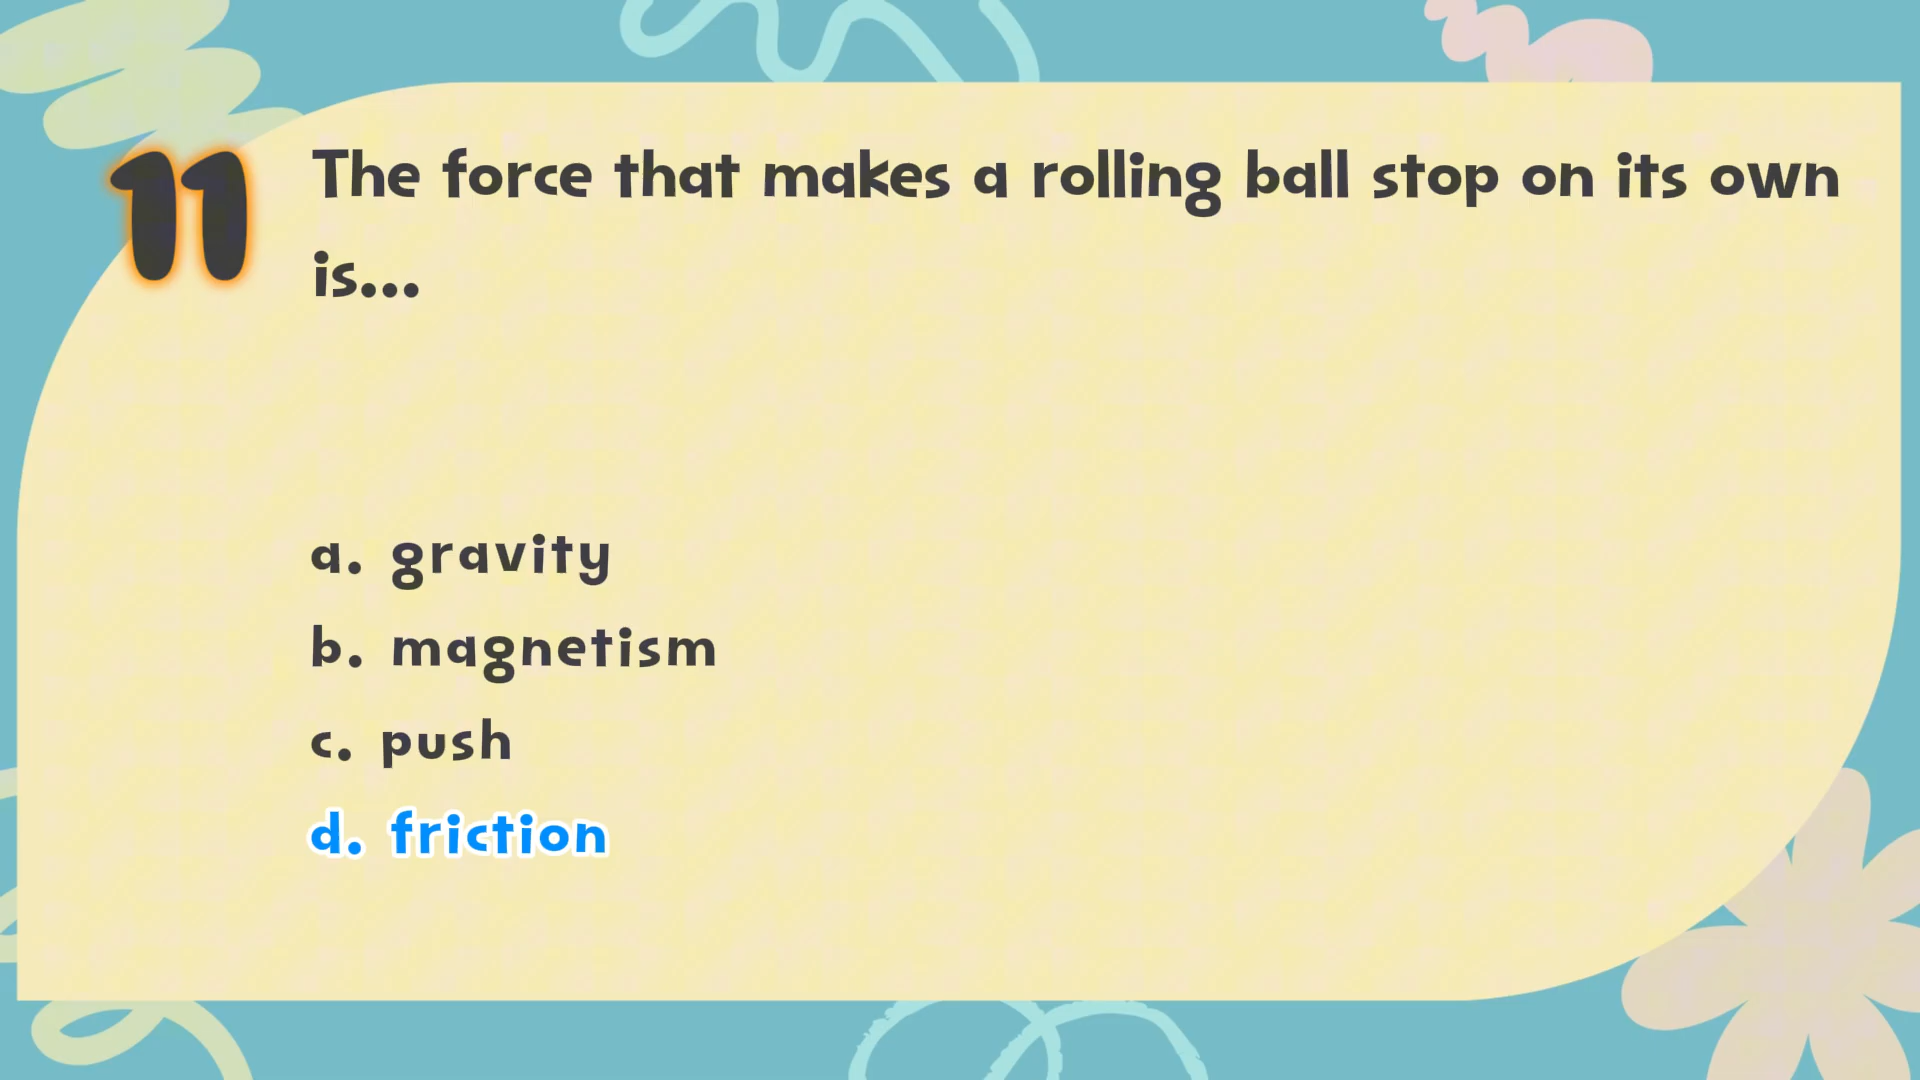 11
The force that makes a rolling ball stop on its own
is...
a. gravity
b. magnetism
c. push
d. friction